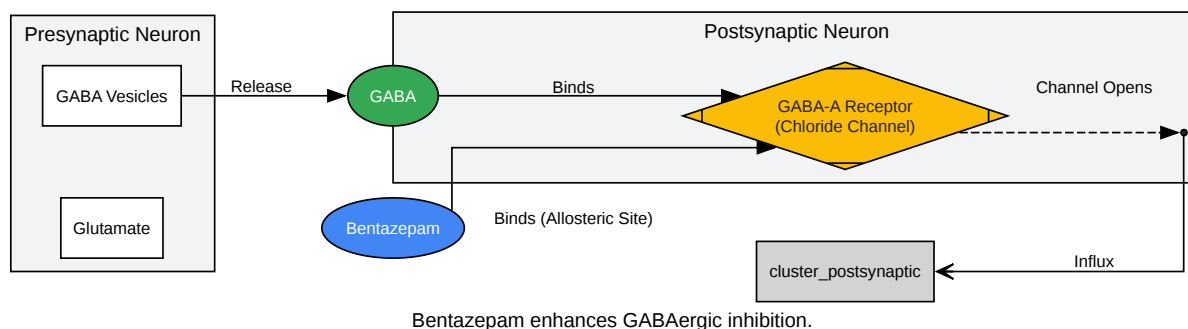 Presynaptic Neuron
Postsynaptic Neuron
GABA Vesicles
Release
GABA
Binds
GABA-A Receptor
(Chloride Channel)
Channel Opens
Glutamate
Bentazepam
Binds (Allosteric Site)
cluster_postsynaptic
Influx
Bentazepam enhances GABAergic inhibition.